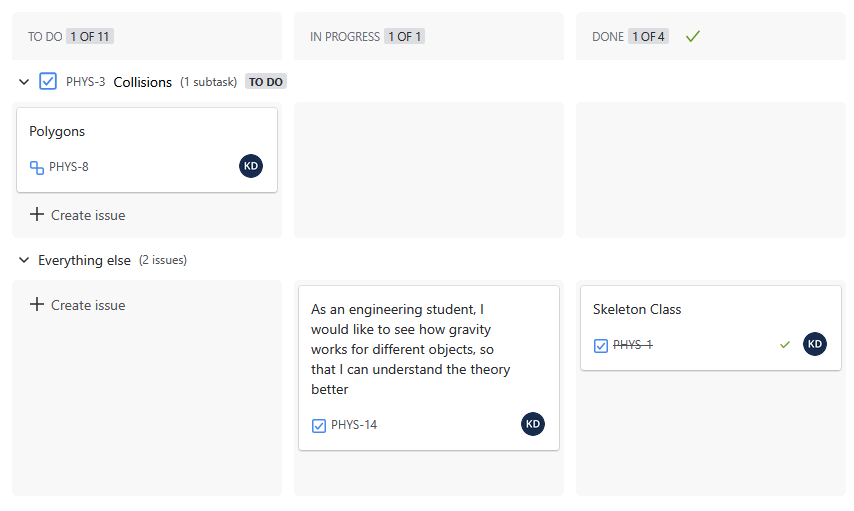 TO DO 1 OF 11
IN PROGRESS 1 OF 1
DONE 1 OF 4
PHYS-3 Collisions (1 subtask) TO DO
Polygons
PHYS-8 KD
Create issue
Everything else (2 issues)
Create issue
As an engineering student, I
would like to see how gravity
works for different objects, so
that I can understand the theory
better
PHYS-14 KD
Skeleton Class
PHYS-1 KD